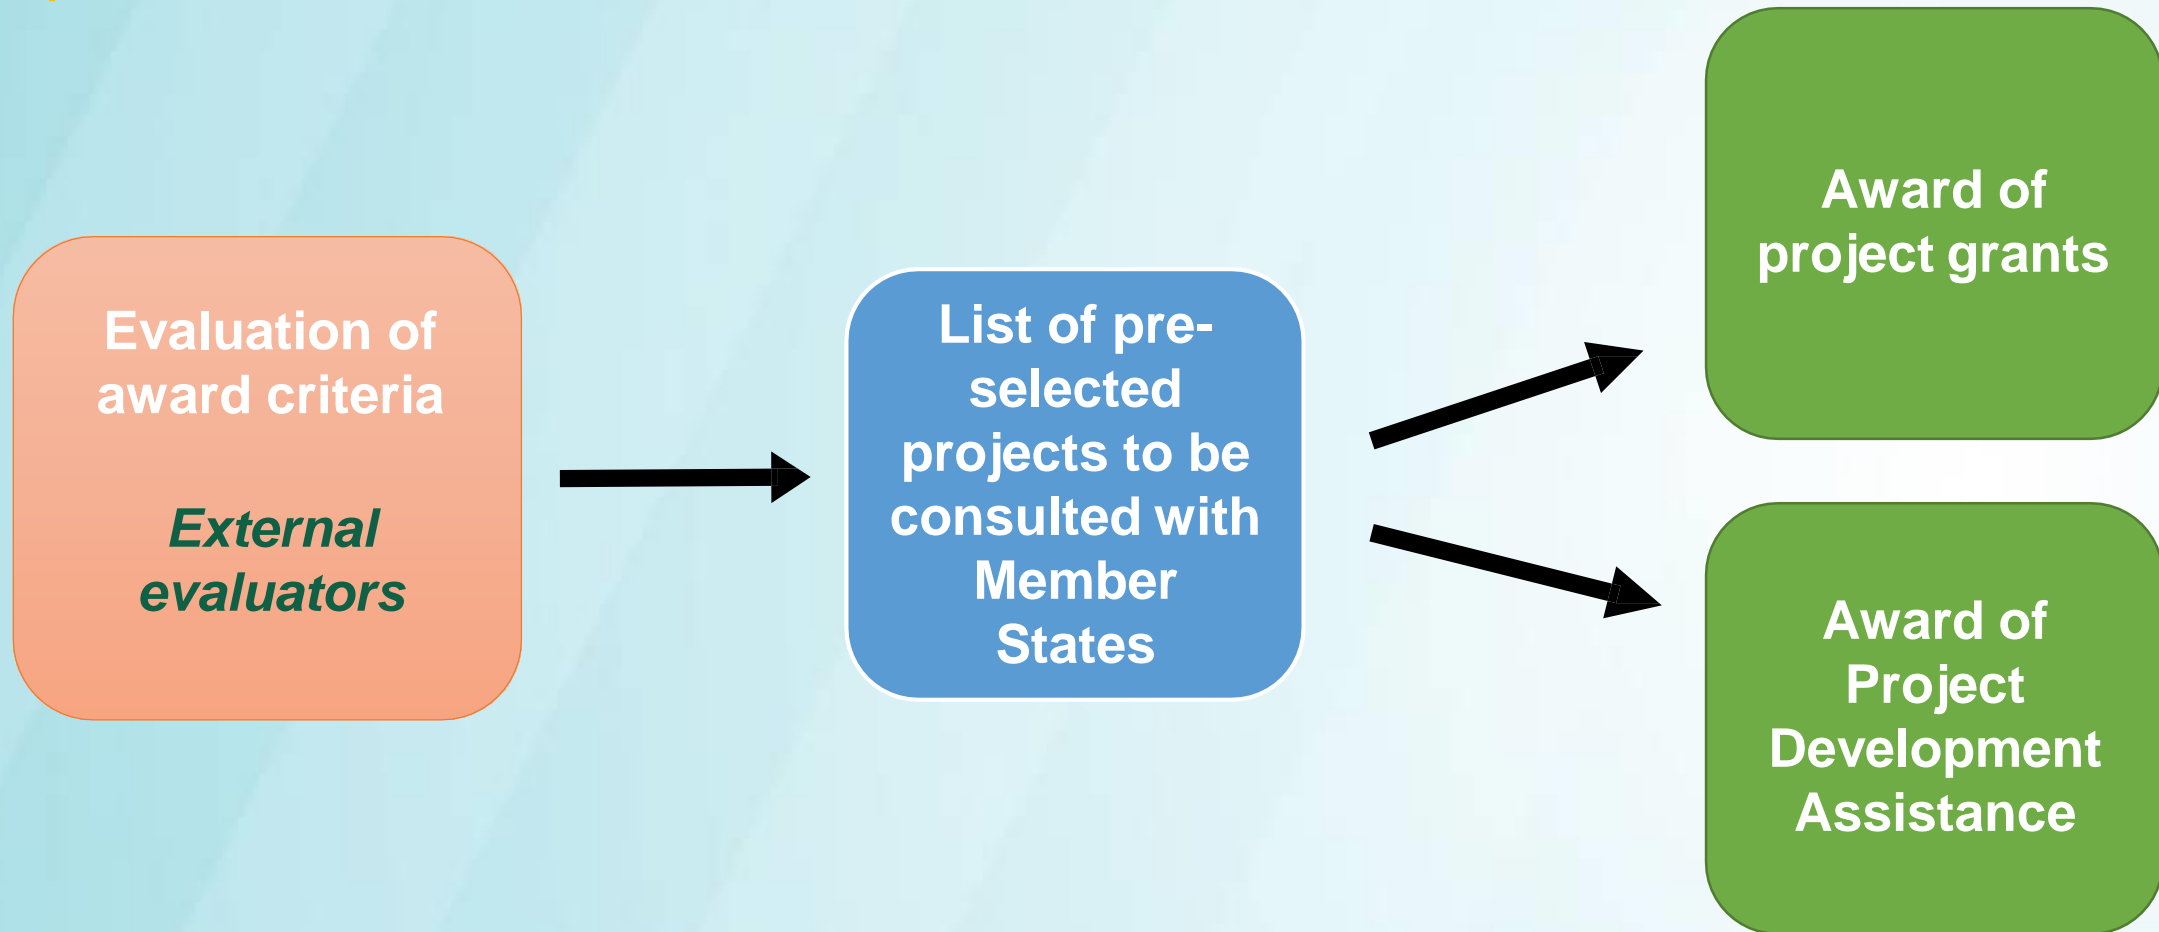 Evaluation of
award criteria
External
evaluators
List of pre-
selected
projects to be
consulted with
Member
States
Award of
project grants
Award of
Project
Development
Assistance